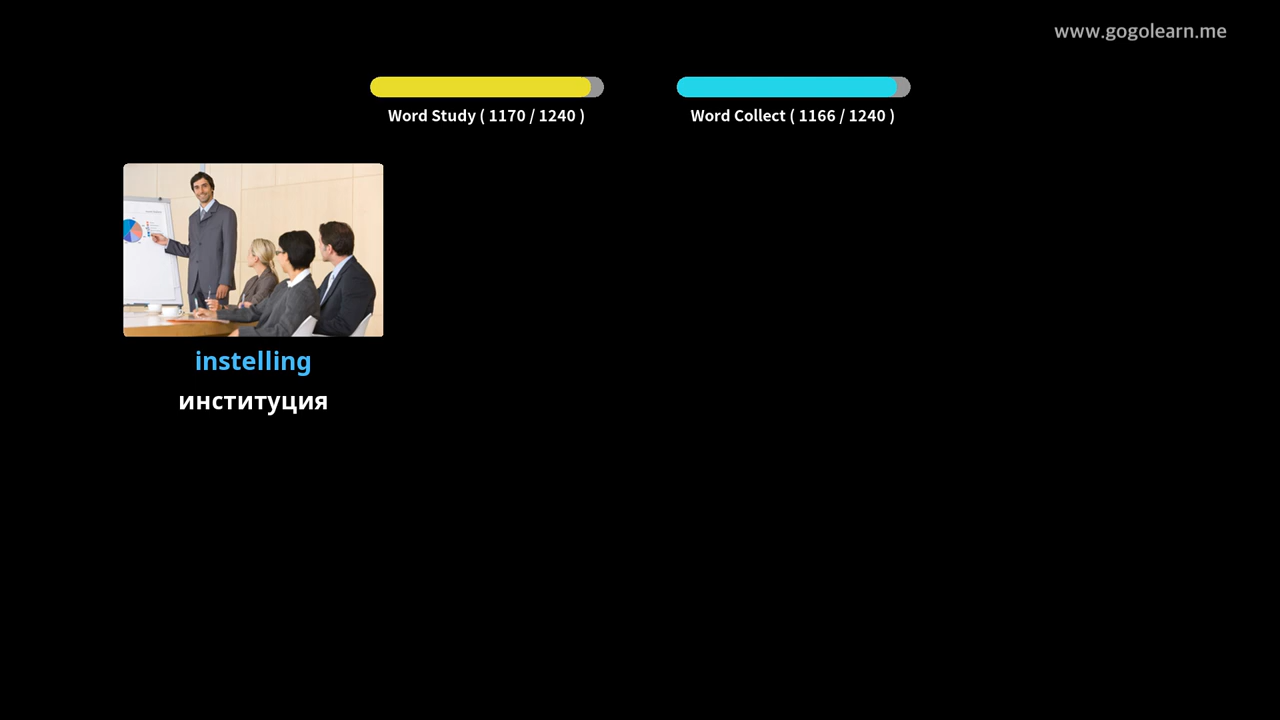 www.gogolearn.me
Word Study ( 1170 / 1240 )
Word Collect ( 1166 / 1240 )
instelling
институция